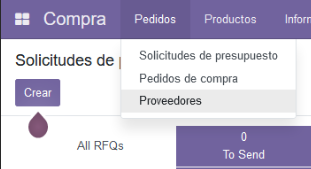 Compra Pedidos Productos
Solicitudes de
Solicitudes de presupuesto
Pedidos de compra
Proveedores
Crear
All RFQs
0
To Send